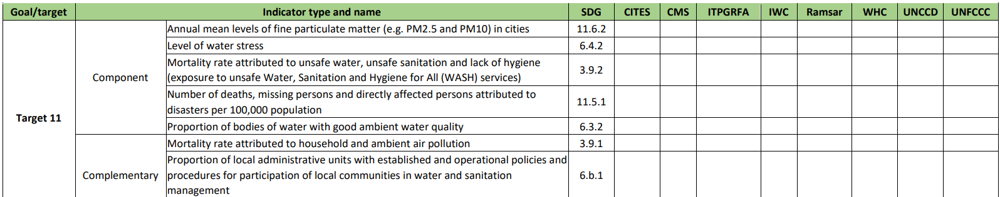 Goal/target Indicator type and name SDG CITES CMS ITPGRFA IWC Ramsar WHC UNCCD UNFCCC
Annual mean levels of fine particulate matter (e.g. PM2.5 and PM10) in cities 11.6.2
Level of water stress 6.4.2
Mortality rate attributed to unsafe water, unsafe sanitation and lack of hygiene
(exposure to unsafe Water, Sanitation and Hygiene for All (WASH) services) 3.9.2
Component
Number of deaths, missing persons and directly affected persons attributed to
disasters per 100,000 population 11.5.1
Target 11
Proportion of bodies of water with good ambient water quality 6.3.2
Mortality rate attributed to household and ambient air pollution 3.9.1
Proportion of local administrative units with established and operational policies and
Complementary procedures for participation of local communities in water and sanitation 6.b.1
management